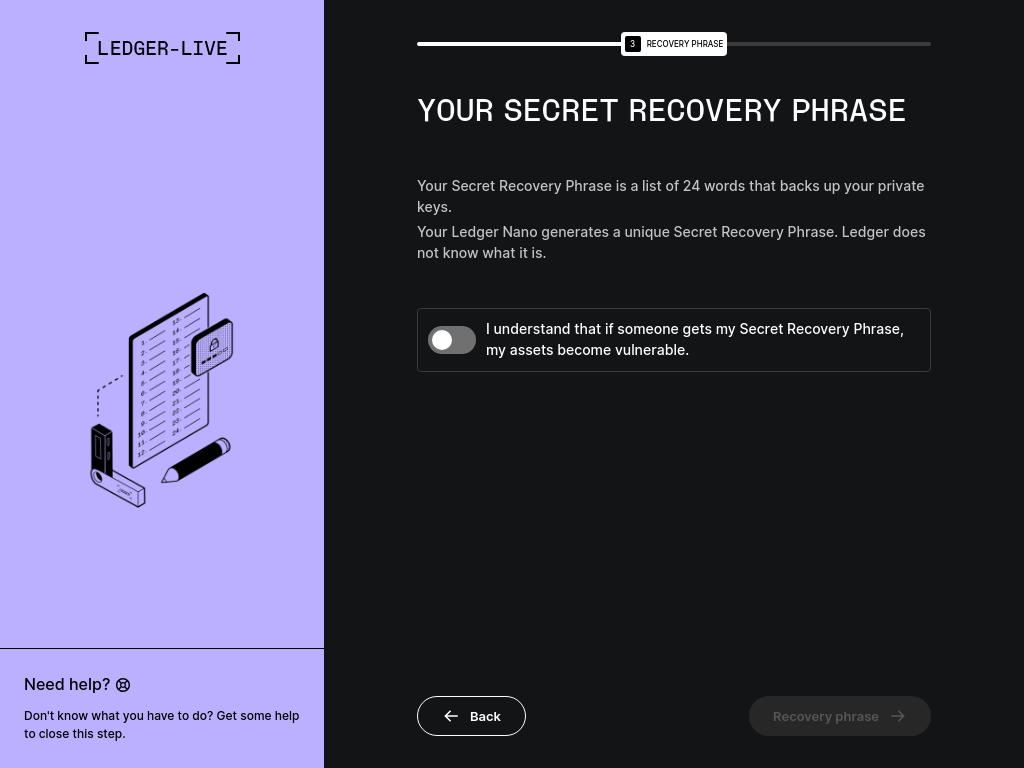 LEDGER-LIVE
3 RECOVERY PHRASE
YOUR SECRET RECOVERY PHRASE
Your Secret Recovery Phrase is a list of 24 words that backs up your private
keys.
Your Ledger Nano generates a unique Secret Recovery Phrase. Ledger does
not know what it is.
I understand that if someone gets my Secret Recovery Phrase,
my assets become vulnerable.
Need help?
Don't know what you have to do? Get some help
to close this step.
Back
Recovery phrase